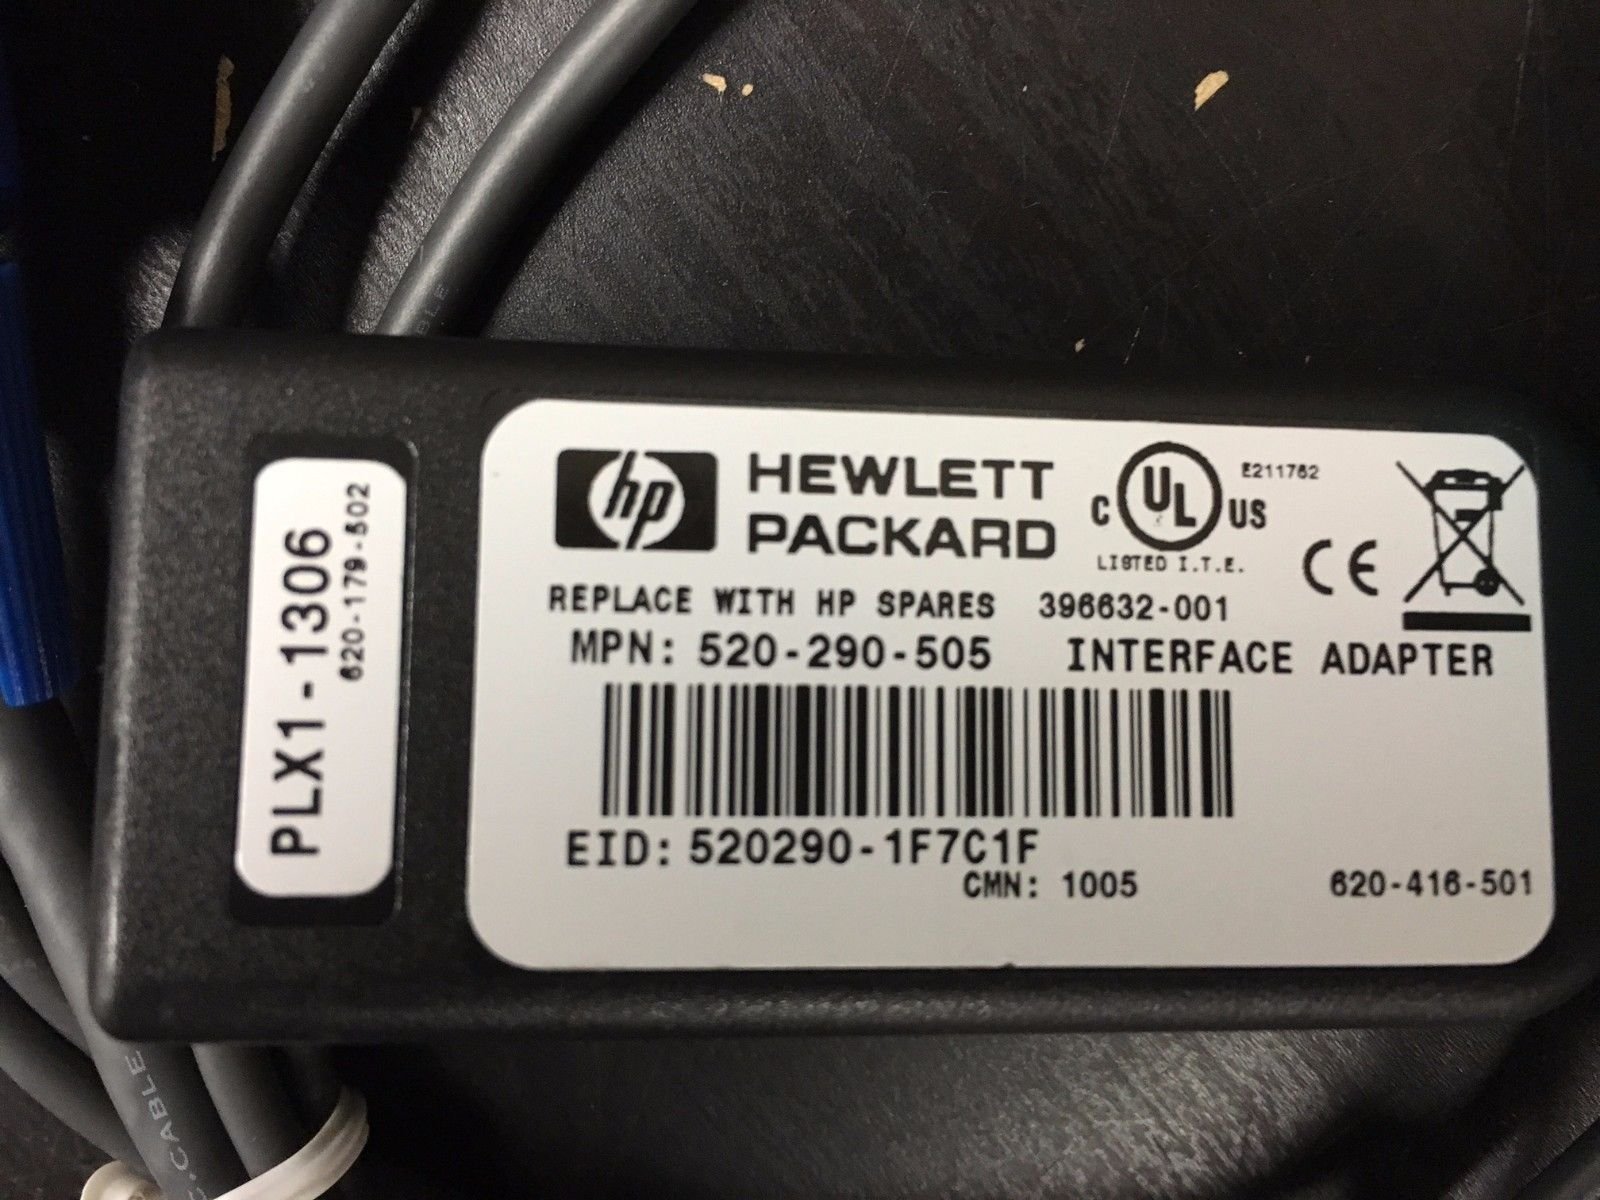 PLX1-1306
620-179-502
hp
HEWLETT
PACKARD
C UL US
E211762
LISTED I.T.E.
CE
REPLACE WITH HP SPARES 396632-001
MPN: 520-290-505 INTERFACE ADAPTER
EID: 520290-1F7C1F
CMN: 1005
620-416-501
CABLE